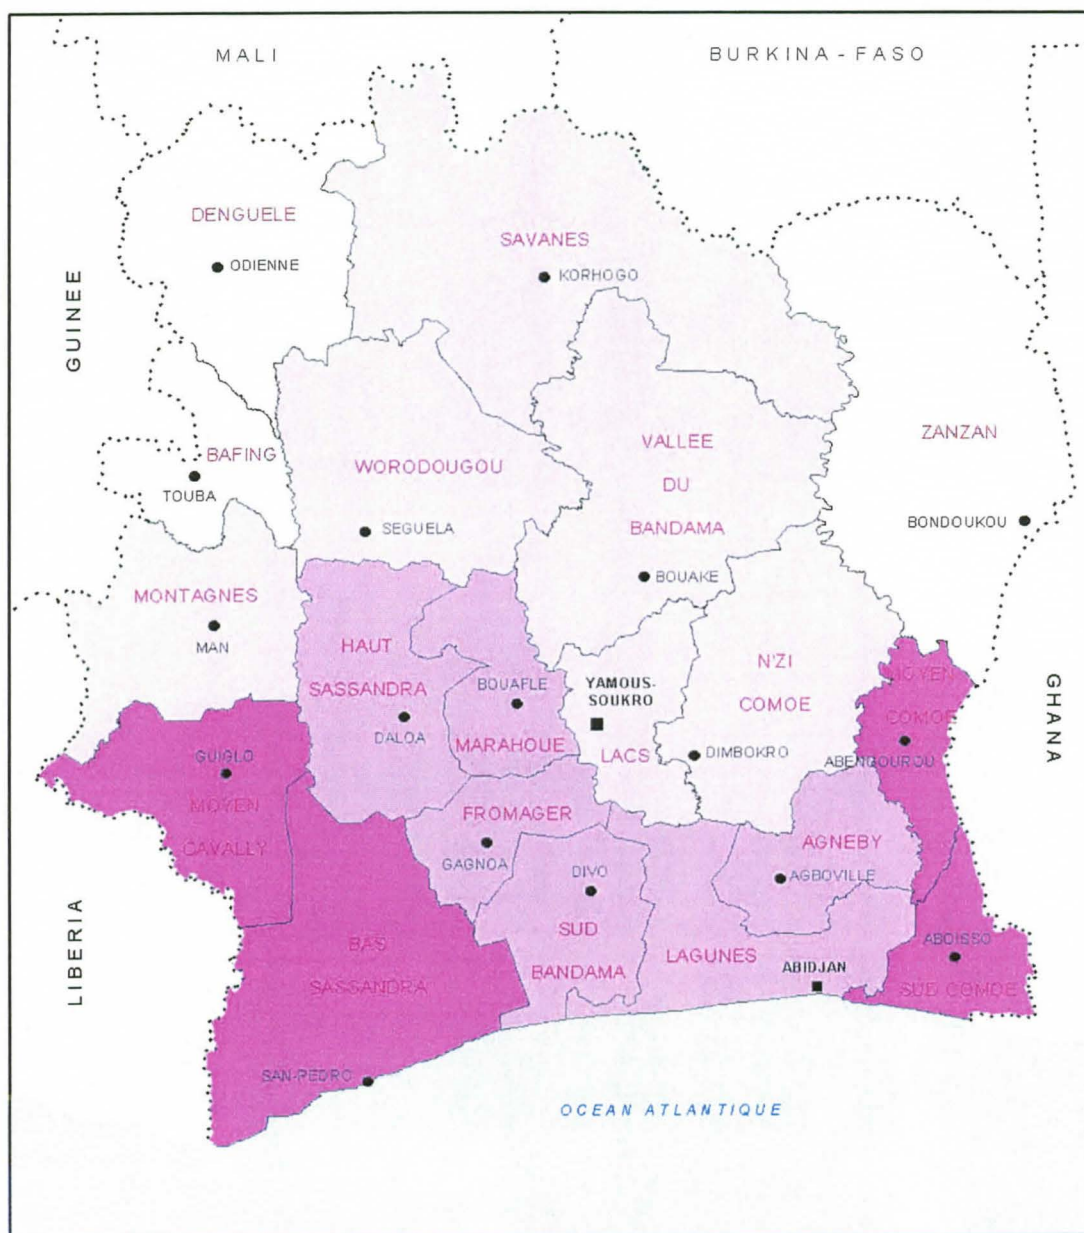 MALI
BURKINA - FASO
DENGUELE
ODIENNE
SAVANES
KORHOGO
GUINEE
BAFING
TOUBA
WORODOUGOU
SEGUELA
VALLEE
DU
BANDAMA
BOUAKE
ZANZAN
BONDOUKOU
MONTAGNES
MAN
HAUT
SASSANDRA
DALOA
BOUAFLE
MARAHOUE
YAMOUS-
SOUKRO
LACS
N'ZI
COMOE
DIMBOKRO
MOYEN
COMOE
ABENGOUROU
GHANA
GUIGLO
MOYEN
CAVALLY
FROMAGER
GAGNOA
DIVO
SUD
BANDAMA
AGNEBY
AGBOVILLE
LAGUNES
ABIDJAN
ABOISSO
SUD COMOE
LIBERIA
BAS
SASSANDRA
SAN-PEDRO
OCEAN ATLANTIQUE